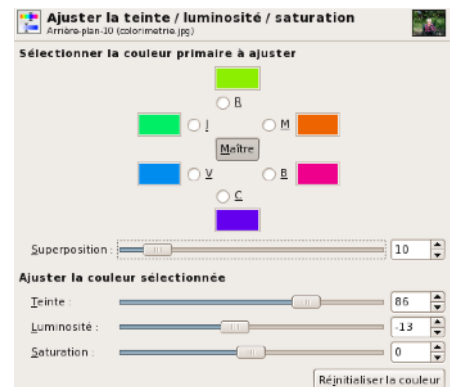 Ajuster la teinte / luminosité / saturation
Arrière-plan-10 (colorimetrie.jpg)
Sélectionner la couleur primaire à ajuster
R
J M
Maître
V B
C
Superposition : 10
Ajuster la couleur sélectionnée
Teinte : 86
Luminosité : -13
Saturation : 0
Réinitialiser la couleur